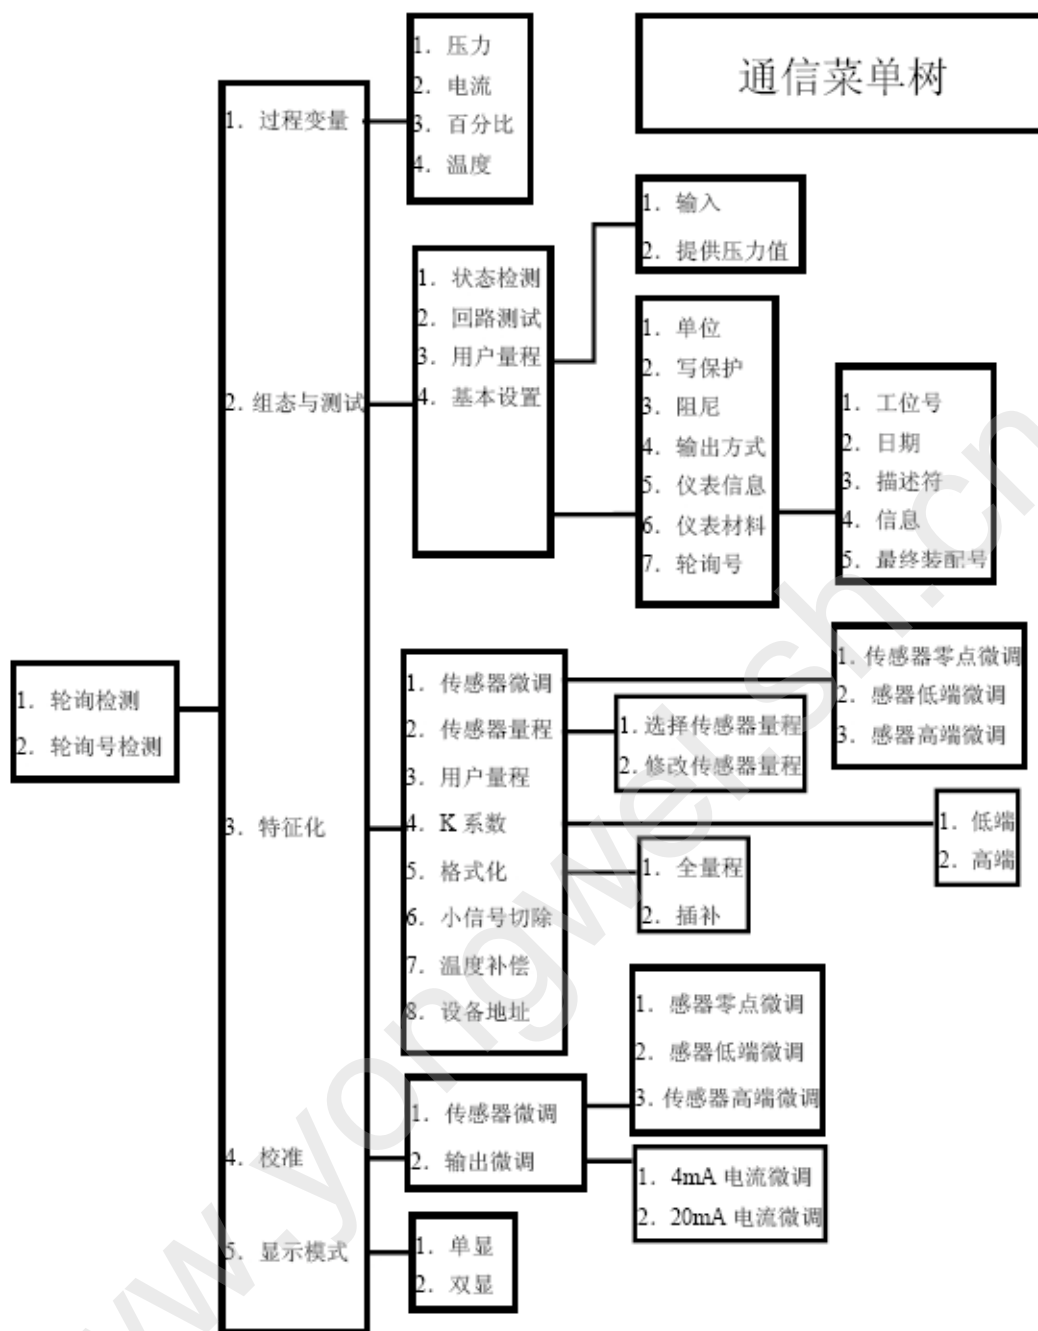 通信菜单树
1. 轮询检测
2. 轮询号检测
1. 过程变量
2. 组态与测试
3. 特征化
4. 校准
5. 显示模式
1. 压力
2. 电流
3. 百分比
4. 温度
1. 状态检测
2. 回路测试
3. 用户量程
4. 基本设置
1. 输入
2. 提供压力值
1. 单位
2. 写保护
3. 阻尼
4. 输出方式
5. 仪表信息
6. 仪表材料
7. 轮询号
1. 工位号
2. 日期
3. 描述符
4. 信息
5. 最终装配号
1. 传感器微调
2. 传感器量程
3. 用户量程
4. K 系数
5. 格式化
6. 小信号切除
7. 温度补偿
8. 设备地址
1. 传感器零点微调
2. 感器低端微调
3. 感器高端微调
1. 选择传感器量程
2. 修改传感器量程
1. 低端
2. 高端
1. 全量程
2. 插补
1. 传感器微调
2. 输出微调
1. 感器零点微调
2. 感器低端微调
3. 传感器高端微调
1. 4mA 电流微调
2. 20mA 电流微调
1. 单显
2. 双显
www.yongwei.sh.cn